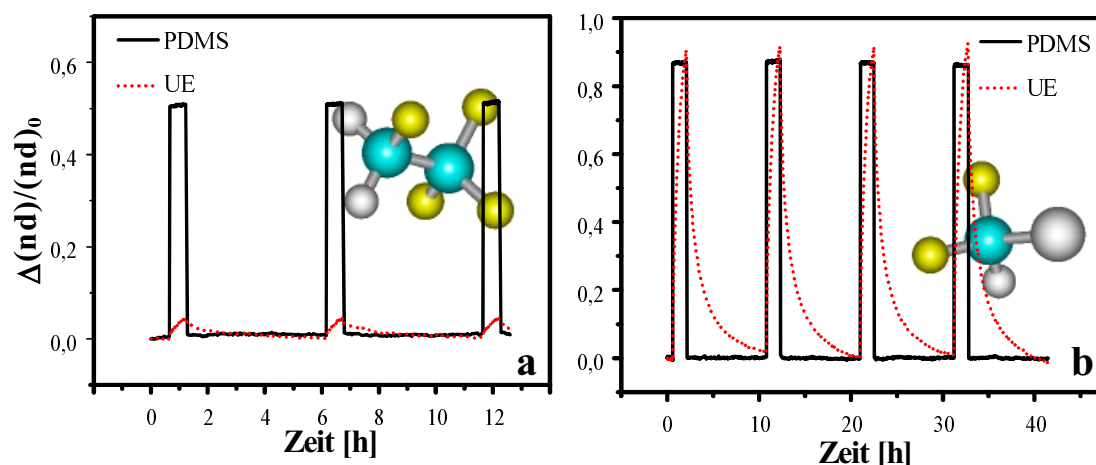 PDMS
UE
Δ(nd)/(nd)₀
0,6
0,4
0,2
0,0
0 2 4 6 8 10 12
Zeit [h]
a
PDMS
UE
1,0
0,8
0,6
0,4
0,2
0,0
0 10 20 30 40
Zeit [h]
b